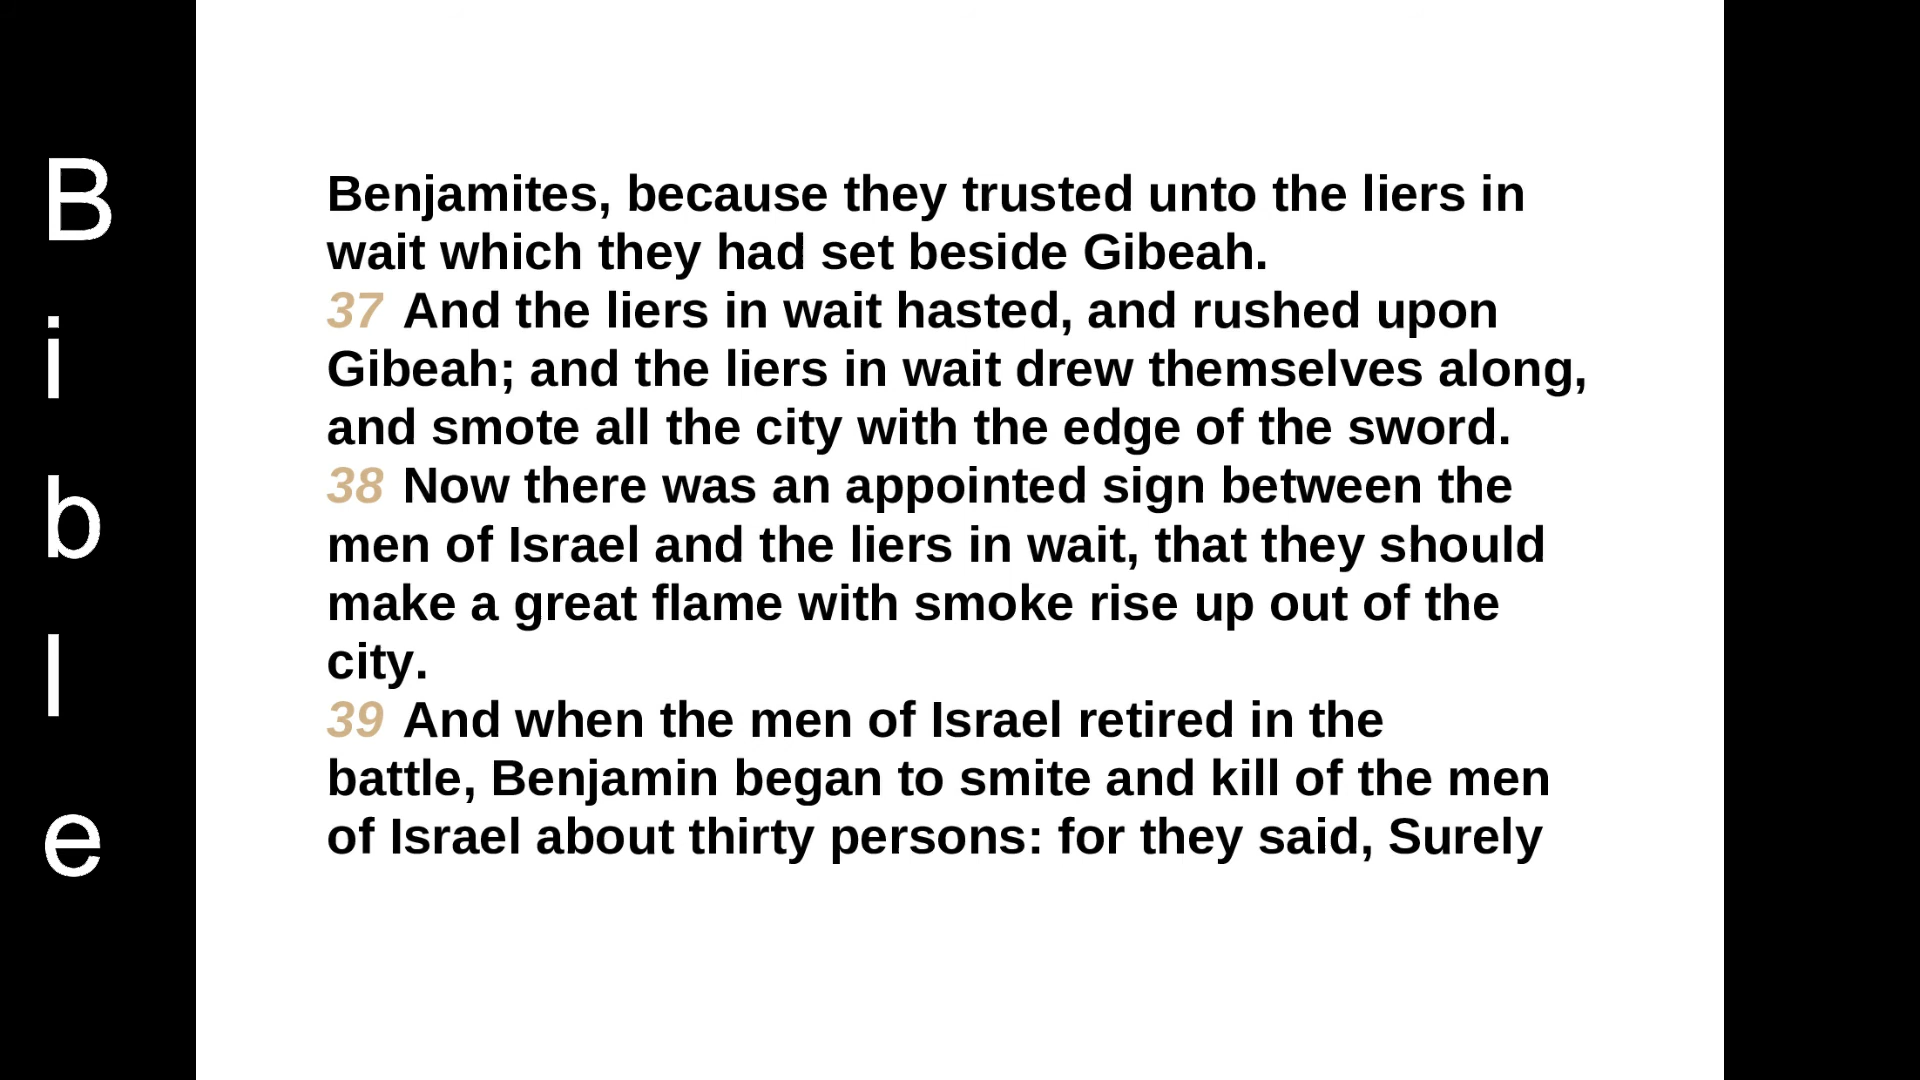 Bible
Benjamites, because they trusted unto the liers in
wait which they had set beside Gibeah.
37 And the liers in wait hasted, and rushed upon
Gibeah; and the liers in wait drew themselves along,
and smote all the city with the edge of the sword.
38 Now there was an appointed sign between the
men of Israel and the liers in wait, that they should
make a great flame with smoke rise up out of the
city.
39 And when the men of Israel retired in the
battle, Benjamin began to smite and kill of the men
of Israel about thirty persons: for they said, Surely